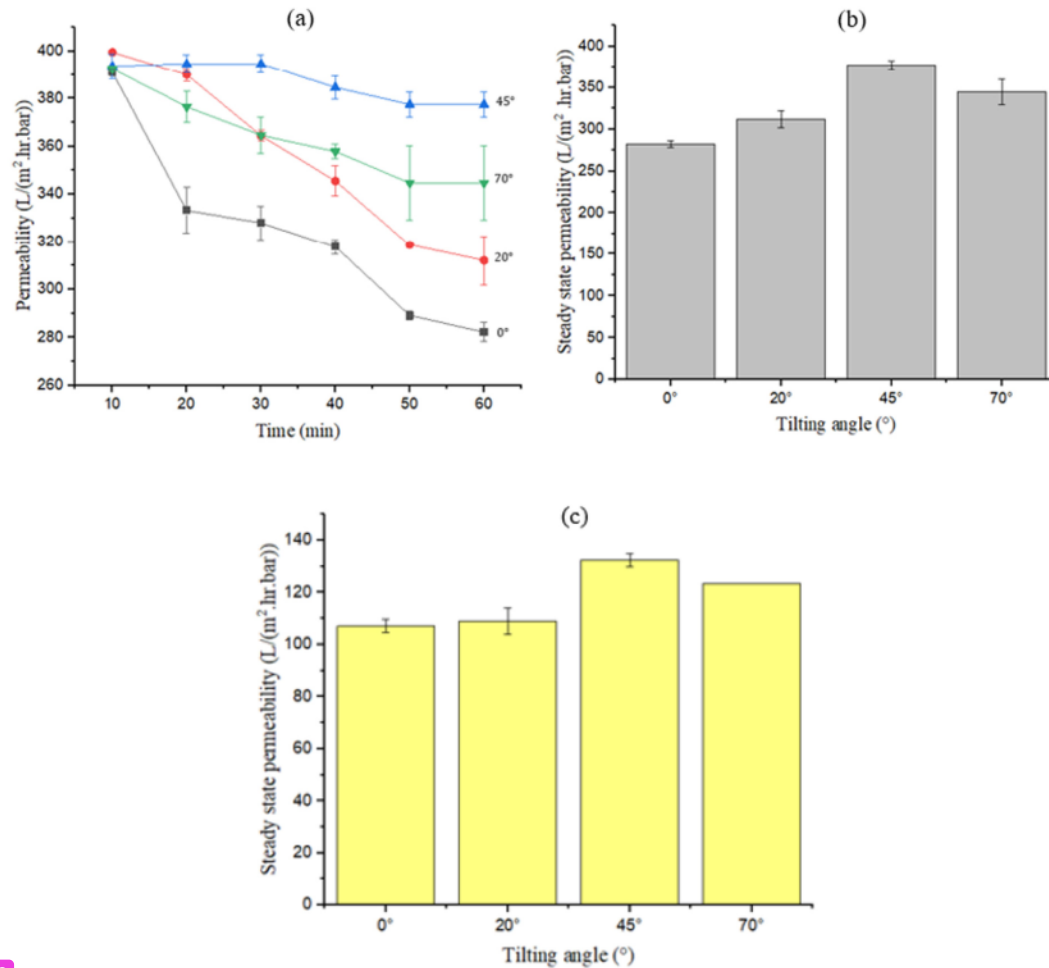 (a)
Permeability (L/(m².hr.bar))
400
380
360
340
320
300
280
260
10 20 30 40 50 60
Time (min)
45°
70°
20°
0°
(b)
Steady state permeability (L/(m² .hr.bar))
400
350
300
250
200
150
100
50
0
0° 20° 45° 70°
Tilting angle (°)
(c)
Steady state permeability (L/(m².hr.bar))
140
120
100
80
60
40
20
0
0° 20° 45° 70°
Tilting angle (°)